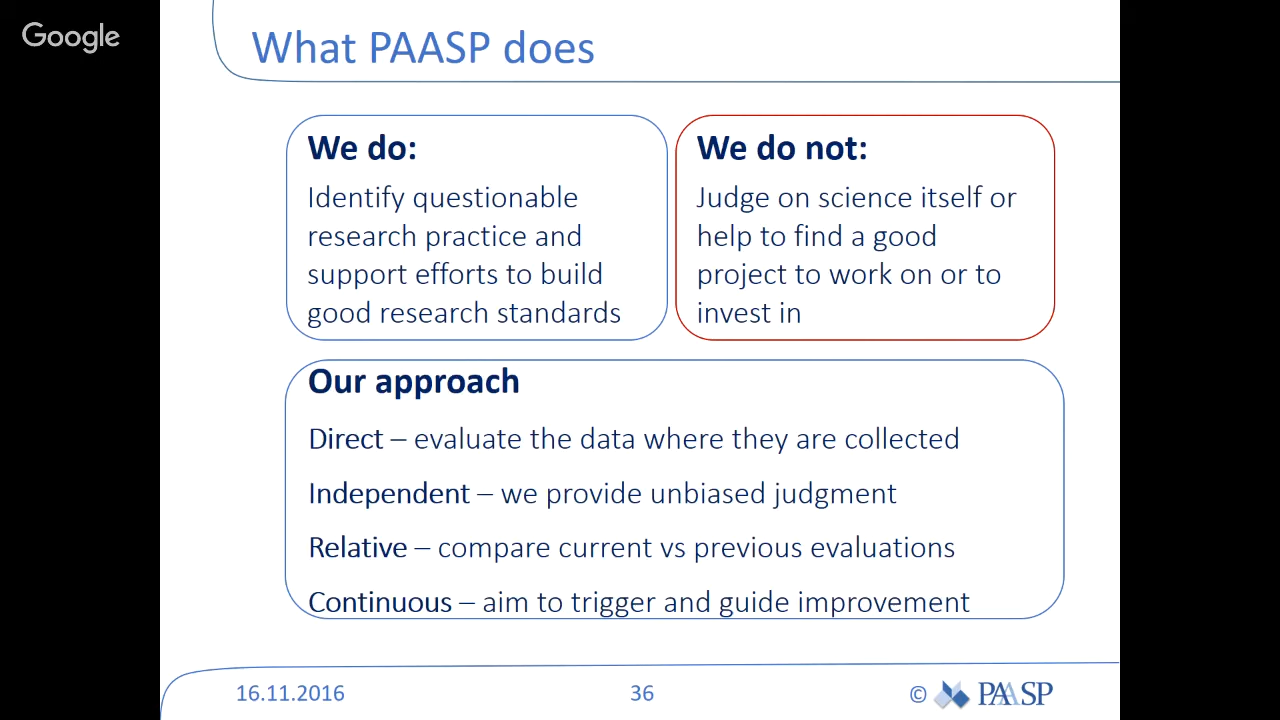 Google
What PAASP does
We do:
Identify questionable
research practice and
support efforts to build
good research standards
We do not:
Judge on science itself or
help to find a good
project to work on or to
invest in
Our approach
Direct – evaluate the data where they are collected
Independent – we provide unbiased judgment
Relative – compare current vs previous evaluations
Continuous – aim to trigger and guide improvement
16.11.2016
36
© PAASP